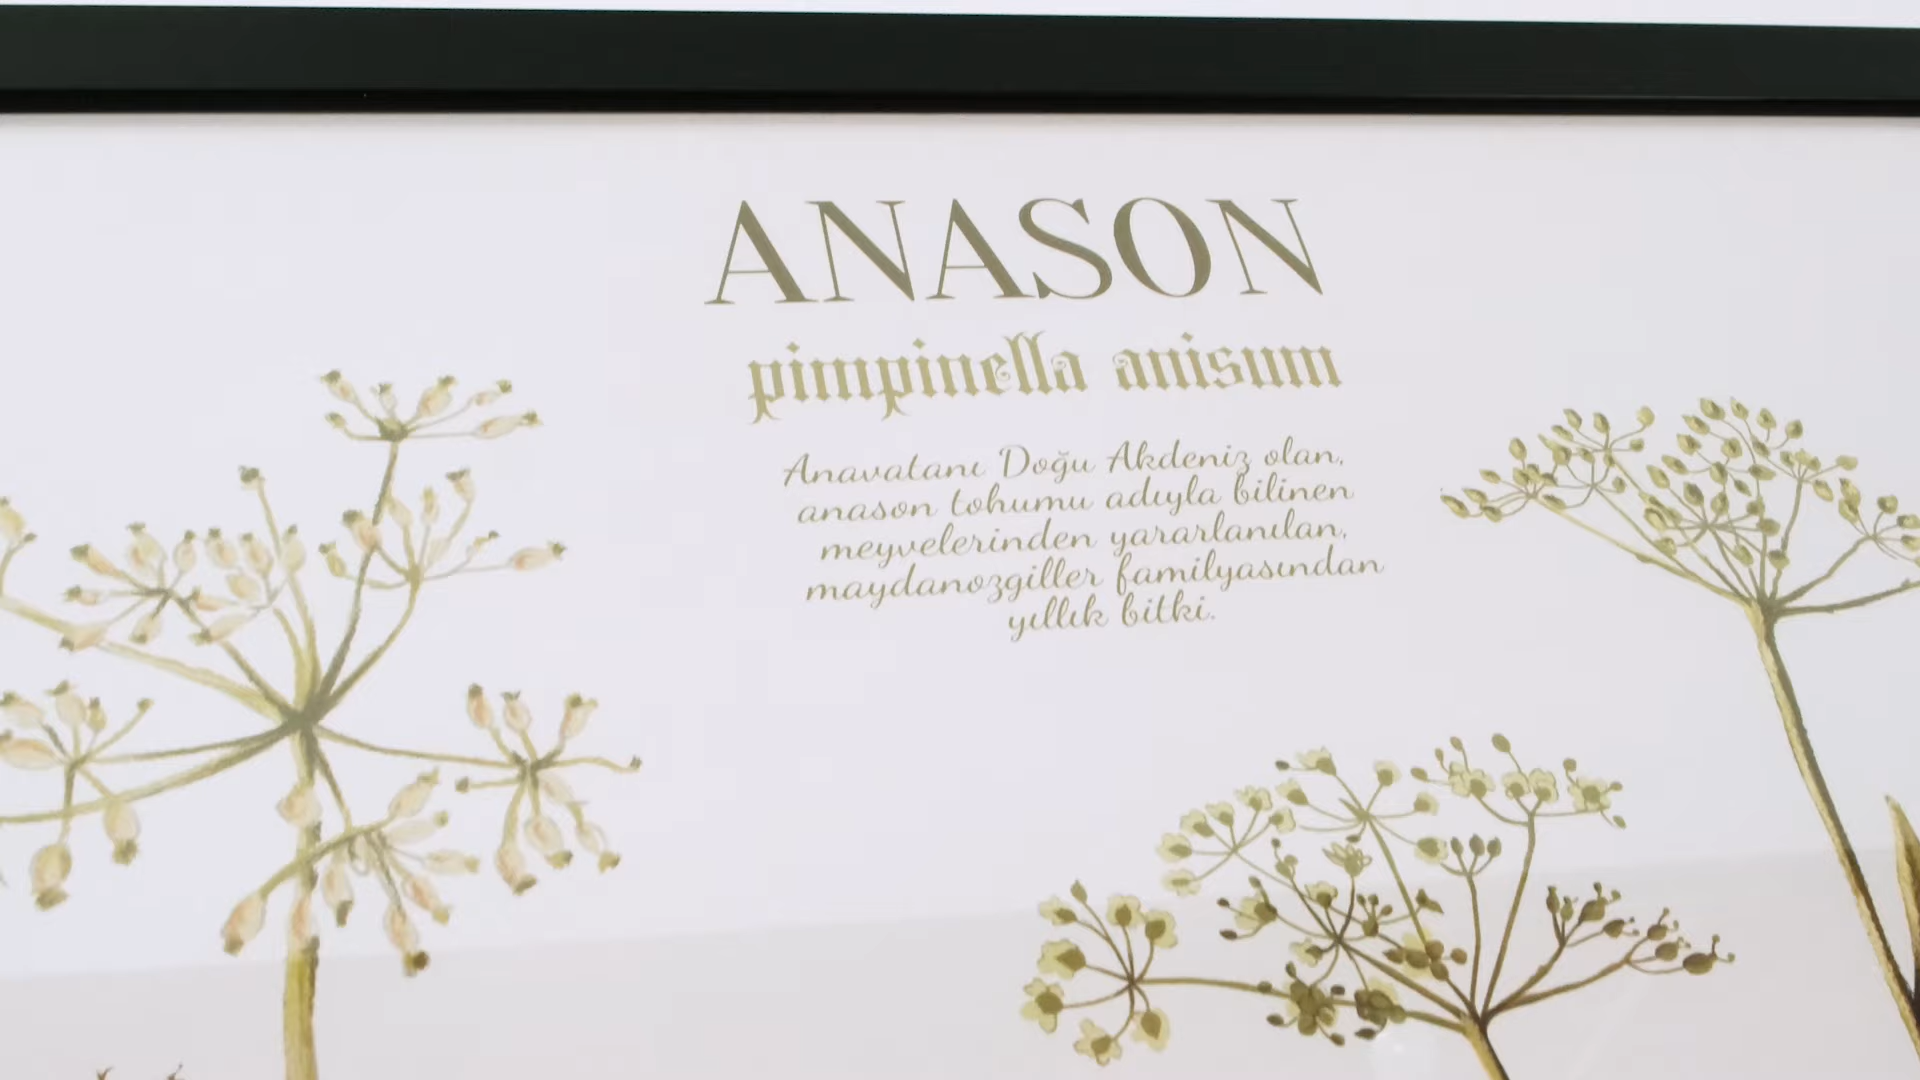 ANASON
pimpinella anisum
Anavatanı Doğu Akdeniz olan,
anason tohumu adıyla bilinen
meyvelerinden yararlanılan,
maydanozgiller familyasından
yıllık bitki.